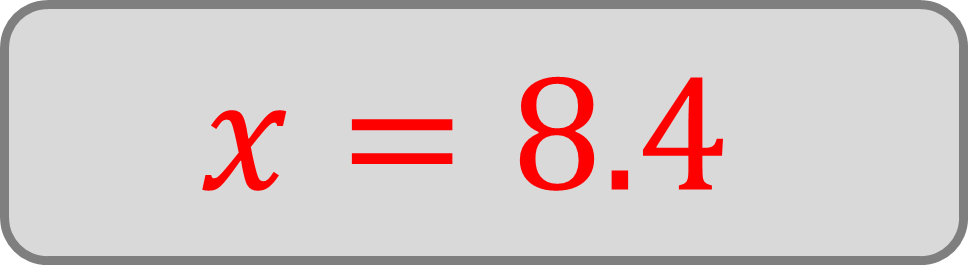 x = 8.4